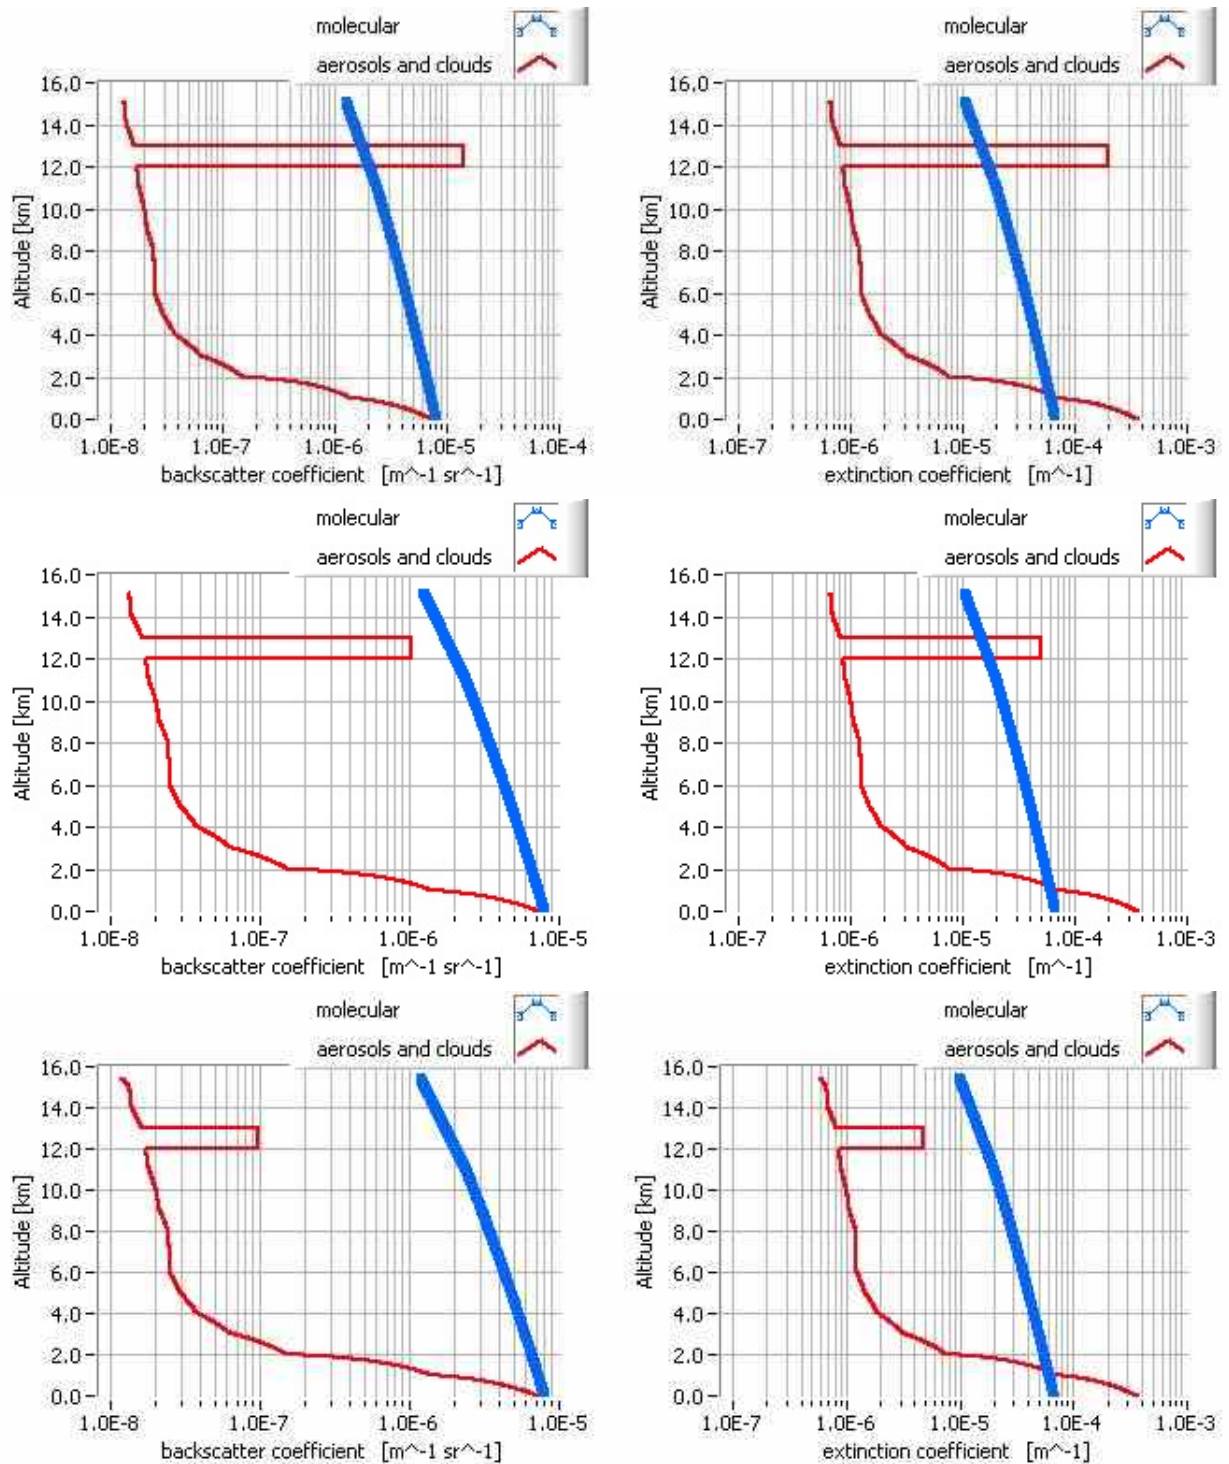 molecular
aerosols and clouds
16.0
14.0
12.0
10.0
8.0
6.0
4.0
2.0
0.0
Altitude [km]
1.0E-8 1.0E-7 1.0E-6 1.0E-5 1.0E-4
backscatter coefficient [m^-1 sr^-1]
molecular
aerosols and clouds
16.0
14.0
12.0
10.0
8.0
6.0
4.0
2.0
0.0
Altitude [km]
1.0E-7 1.0E-6 1.0E-5 1.0E-4 1.0E-3
extinction coefficient [m^-1]
molecular
aerosols and clouds
16.0
14.0
12.0
10.0
8.0
6.0
4.0
2.0
0.0
Altitude [km]
1.0E-8 1.0E-7 1.0E-6 1.0E-5
backscatter coefficient [m^-1 sr^-1]
molecular
aerosols and clouds
16.0
14.0
12.0
10.0
8.0
6.0
4.0
2.0
0.0
Altitude [km]
1.0E-7 1.0E-6 1.0E-5 1.0E-4 1.0E-3
extinction coefficient [m^-1]
molecular
aerosols and clouds
16.0
14.0
12.0
10.0
8.0
6.0
4.0
2.0
0.0
Altitude [km]
1.0E-8 1.0E-7 1.0E-6 1.0E-5
backscatter coefficient [m^-1 sr^-1]
molecular
aerosols and clouds
16.0
14.0
12.0
10.0
8.0
6.0
4.0
2.0
0.0
Altitude [km]
1.0E-7 1.0E-6 1.0E-5 1.0E-4 1.0E-3
extinction coefficient [m^-1]